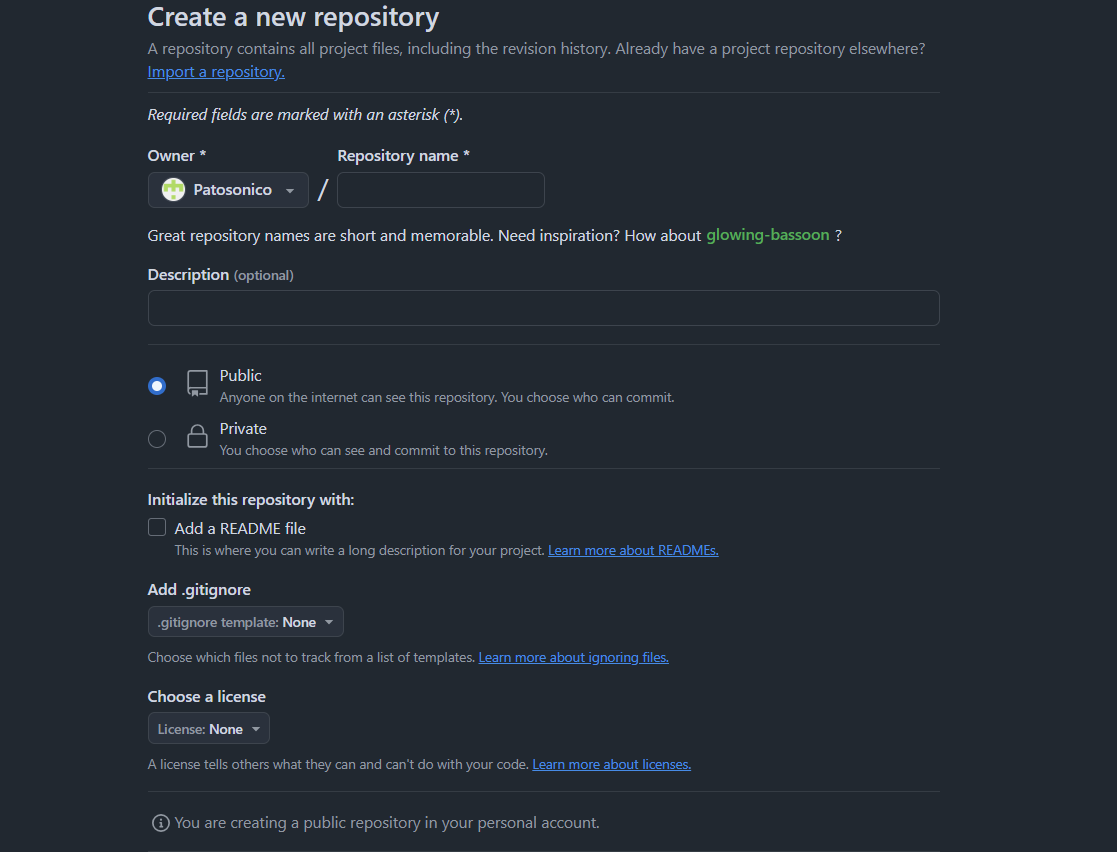 Create a new repository
A repository contains all project files, including the revision history. Already have a project repository elsewhere?
Import a repository.
Required fields are marked with an asterisk (*).
Owner * Repository name *
Patosonico /
Great repository names are short and memorable. Need inspiration? How about glowing-bassoon ?
Description (optional)
Public
Anyone on the internet can see this repository. You choose who can commit.
Private
You choose who can see and commit to this repository.
Initialize this repository with:
Add a README file
This is where you can write a long description for your project. Learn more about READMEs.
Add .gitignore
.gitignore template: None
Choose which files not to track from a list of templates. Learn more about ignoring files.
Choose a license
License: None
A license tells others what they can and can't do with your code. Learn more about licenses.
You are creating a public repository in your personal account.